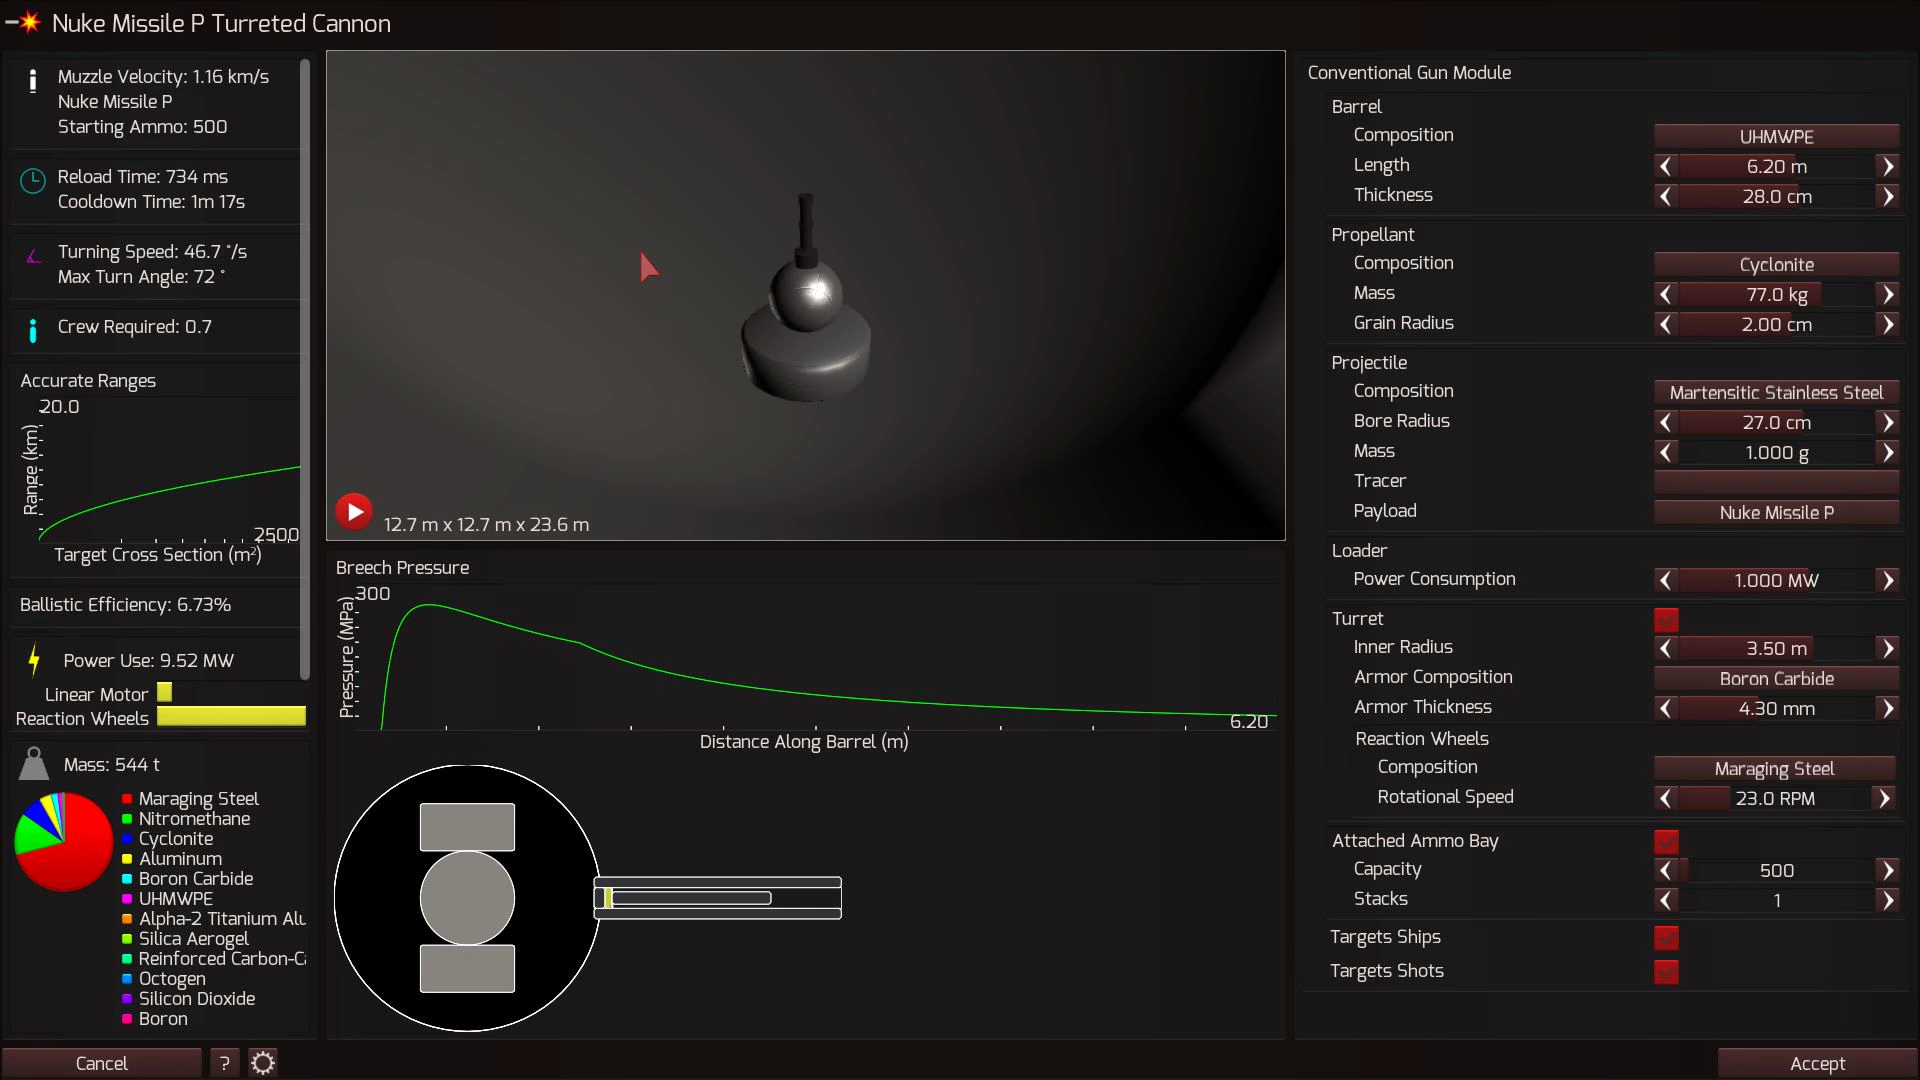 Nuke Missile P Turreted Cannon
Muzzle Velocity: 1.16 km/s
Nuke Missile P
Starting Ammo: 500
Reload Time: 734 ms
Cooldown Time: 1m 17s
Turning Speed: 46.7 °/s
Max Turn Angle: 72 °
Crew Required: 0.7
Accurate Ranges
20.0
Range (km)
250.0
Target Cross Section (m²)
Ballistic Efficiency: 6.73%
Power Use: 9.52 MW
Linear Motor
Reaction Wheels
Mass: 544 t
Maraging Steel
Nitromethane
Cyclonite
Aluminum
Boron Carbide
UHMWPE
Alpha-2 Titanium Alu
Silica Aerogel
Reinforced Carbon-Ca
Octogen
Silicon Dioxide
Boron
12.7 m x 12.7 m x 23.6 m
Breech Pressure
300
Pressure (MPa)
6.20
Distance Along Barrel (m)
Conventional Gun Module
Barrel
Composition UHMWPE
Length 6.20 m
Thickness 28.0 cm
Propellant
Composition Cyclonite
Mass 77.0 kg
Grain Radius 2.00 cm
Projectile
Composition Martensitic Stainless Steel
Bore Radius 27.0 cm
Mass 1.000 g
Tracer
Payload Nuke Missile P
Loader
Power Consumption 1.000 MW
Turret
Inner Radius 3.50 m
Armor Composition Boron Carbide
Armor Thickness 4.30 mm
Reaction Wheels
Composition Maraging Steel
Rotational Speed 23.0 RPM
Attached Ammo Bay
Capacity 500
Stacks 1
Targets Ships
Targets Shots
Cancel ? Accept